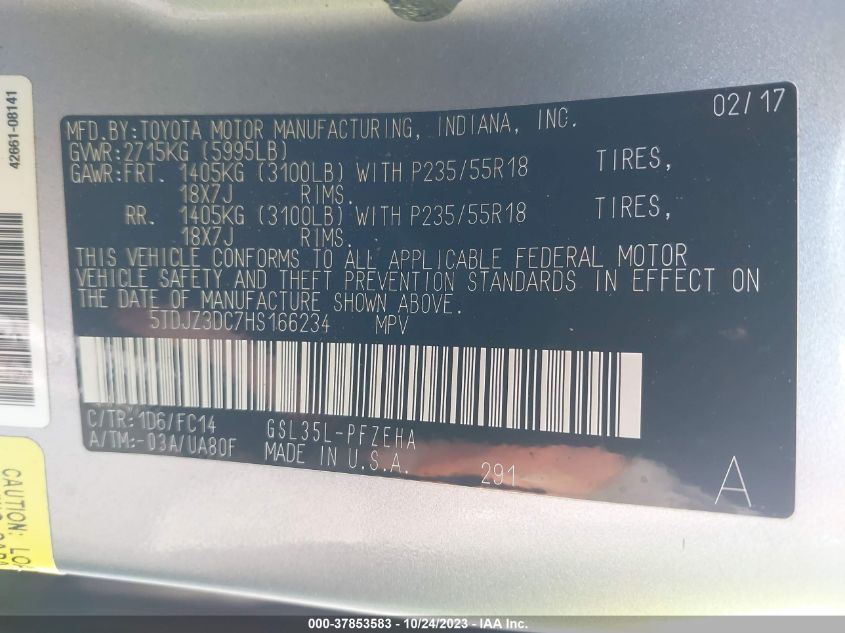 42661-08141
02/17
MFD.BY:TOYOTA MOTOR MANUFACTURING, INDIANA, INC.
GVWR:2715KG (5995LB)
GAWR:FRT. 1405KG (3100LB) WITH P235/55R18 TIRES,
18X7J RIMS.
RR. 1405KG (3100LB) WITH P235/55R18 TIRES,
18X7J RIMS.
THIS VEHICLE CONFORMS TO ALL APPLICABLE FEDERAL MOTOR
VEHICLE SAFETY AND THEFT PREVENTION STANDARDS IN EFFECT ON
THE DATE OF MANUFACTURE SHOWN ABOVE.
5TDJZ3DC7HS166234 MPV
C/TR:1D6/FC14 GSL35L-PFZEHA
A/TM:-03A/UA80F MADE IN U.S.A. 291 A
CAUTION:
000-37853583 - 10/24/2023 - IAA Inc.